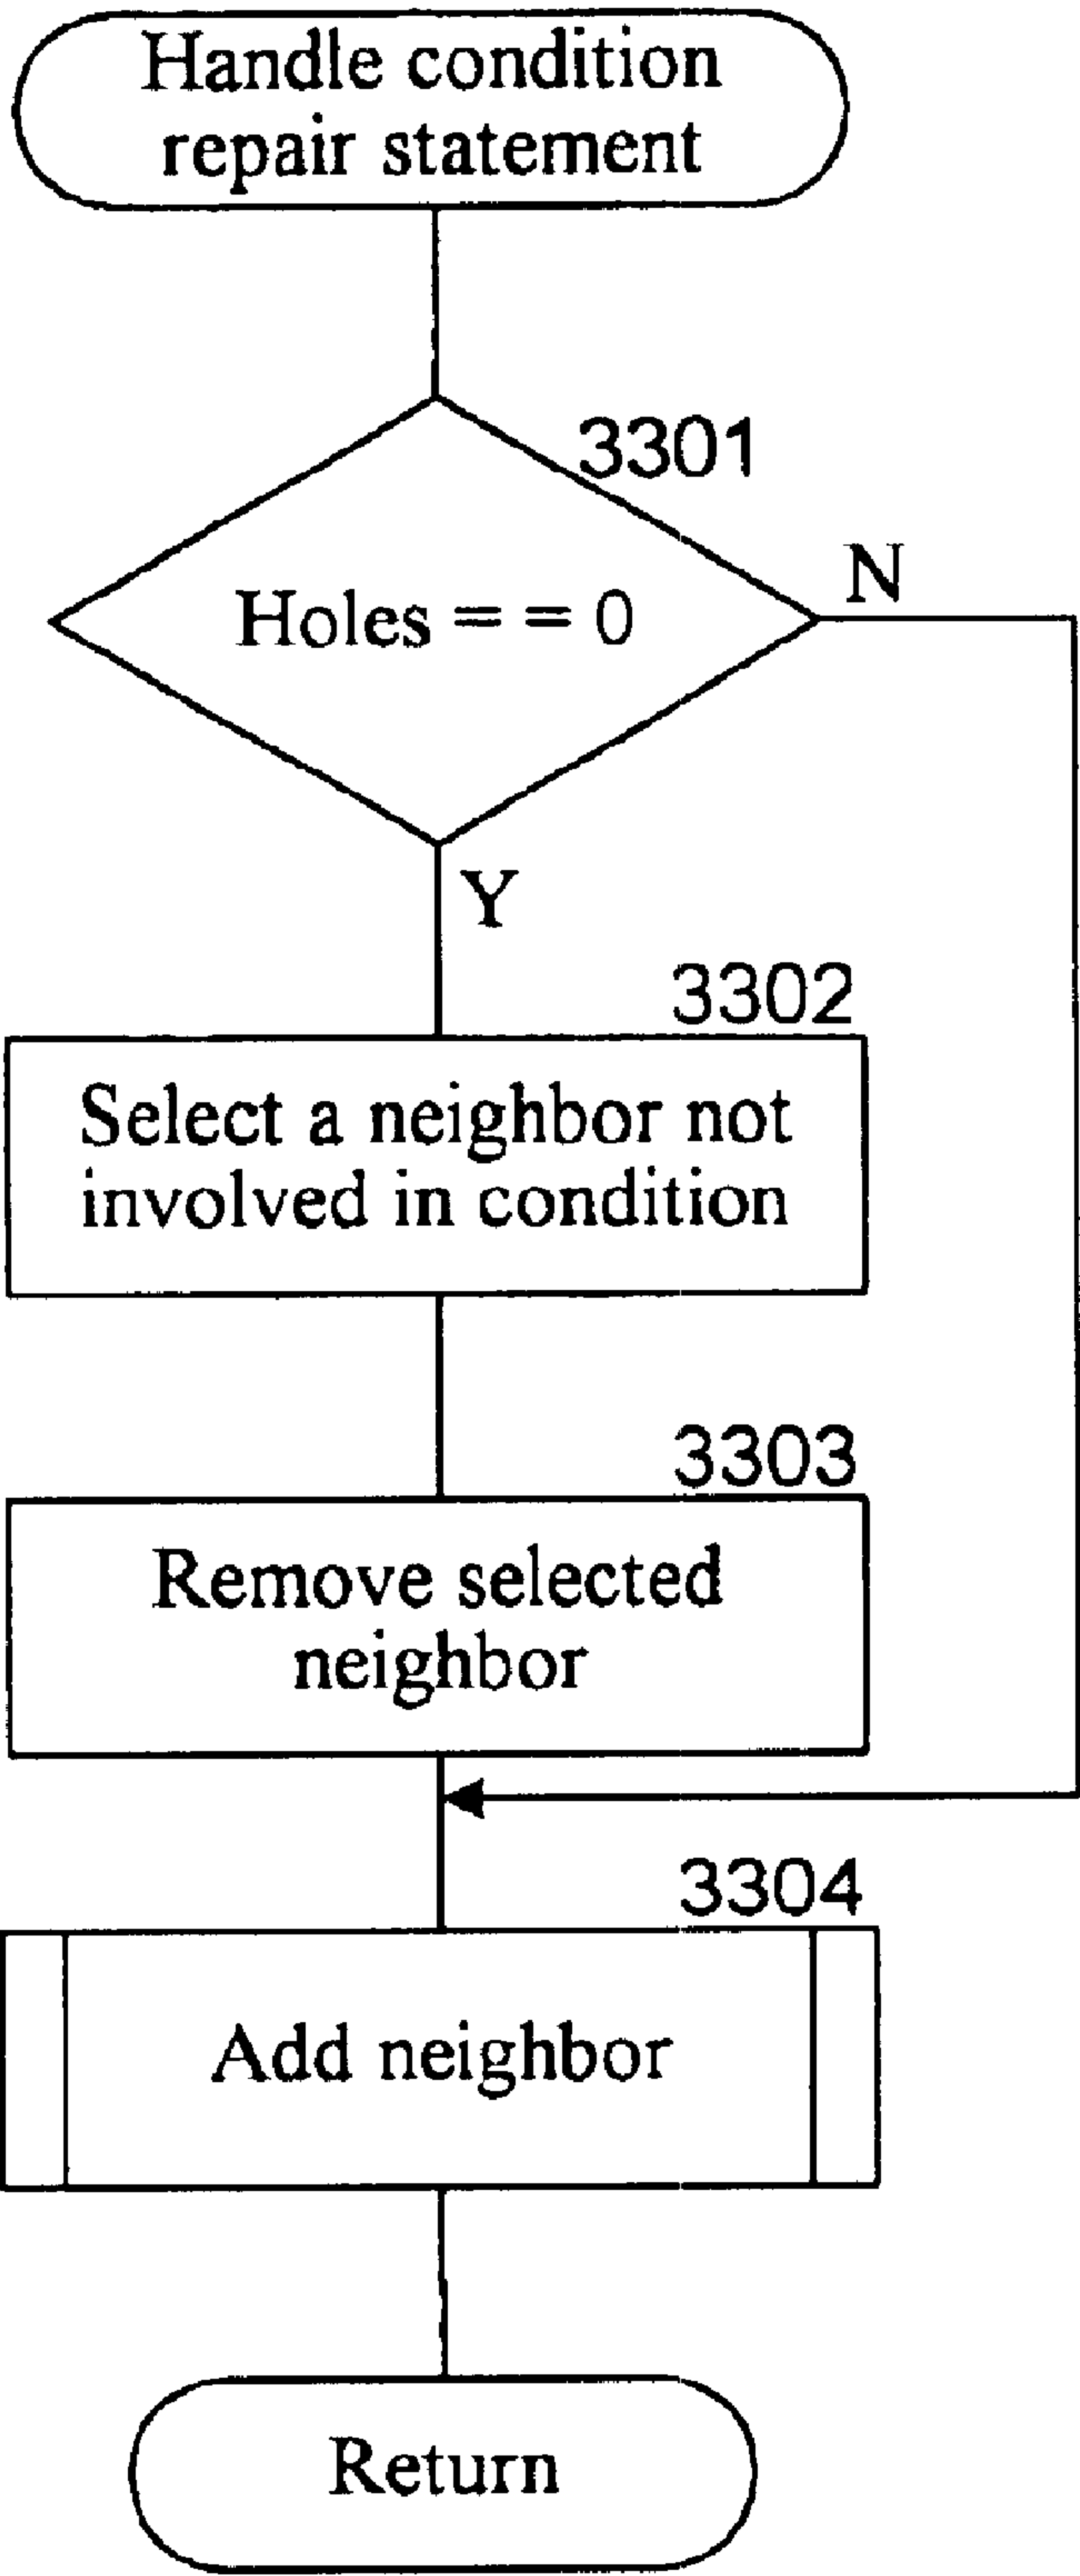 Handle condition
repair statement
3301
N
Holes = = 0
Y
3302
Select a neighbor not
involved in condition
3303
Remove selected
neighbor
3304
Add neighbor
Return